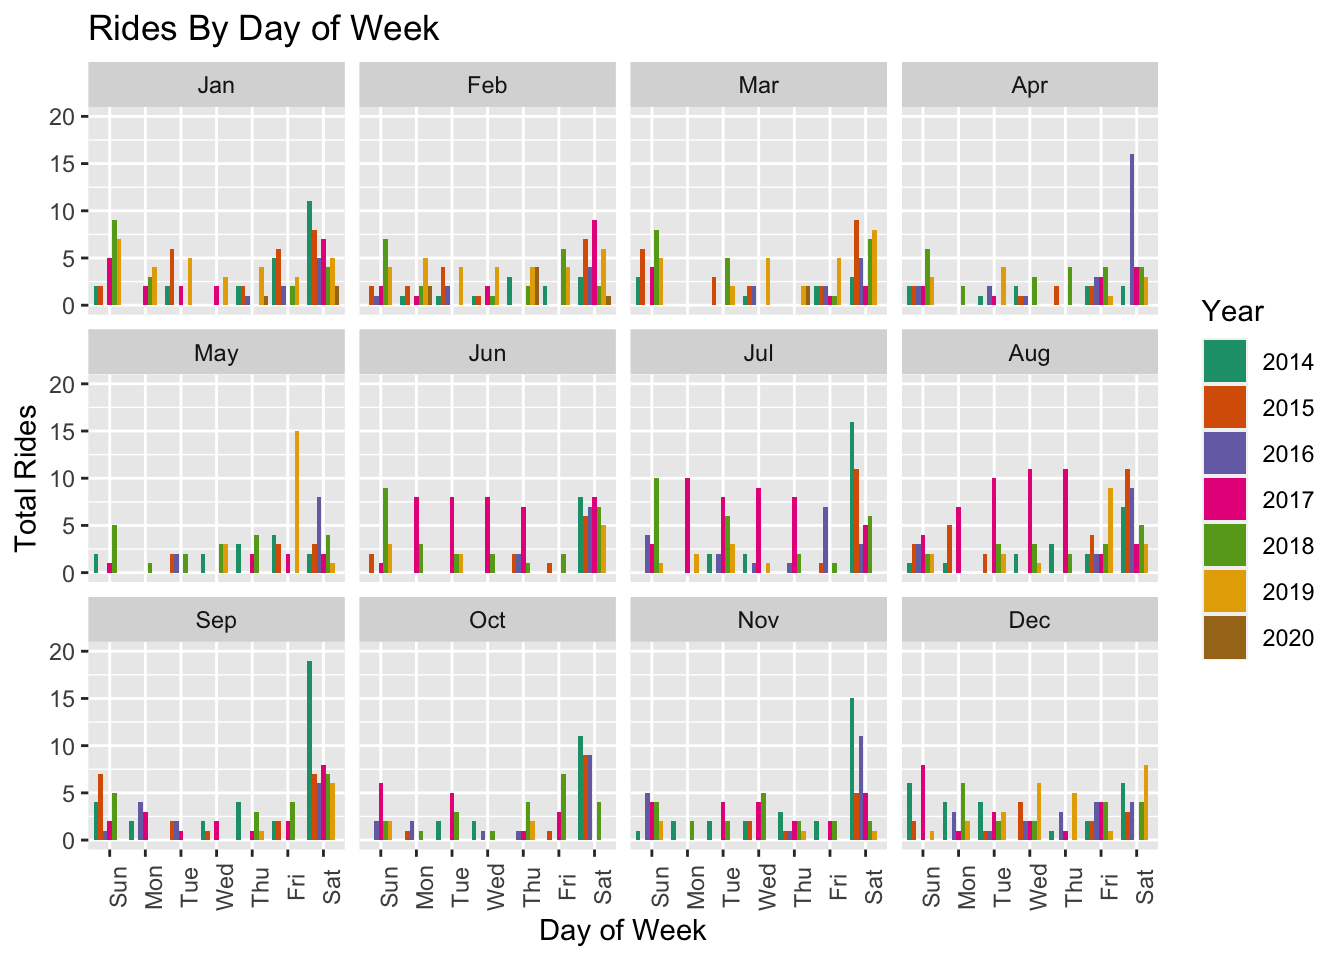 Rides By Day of Week
Jan Feb Mar Apr
20
15
10
5
0
May Jun Jul Aug
20
15
10
5
0
Sep Oct Nov Dec
20
15
10
5
0
Sun Mon Tue Wed Thu Fri Sat Sun Mon Tue Wed Thu Fri Sat Sun Mon Tue Wed Thu Fri Sat Sun Mon Tue Wed Thu Fri Sat
Day of Week
Total Rides
Year
2014
2015
2016
2017
2018
2019
2020